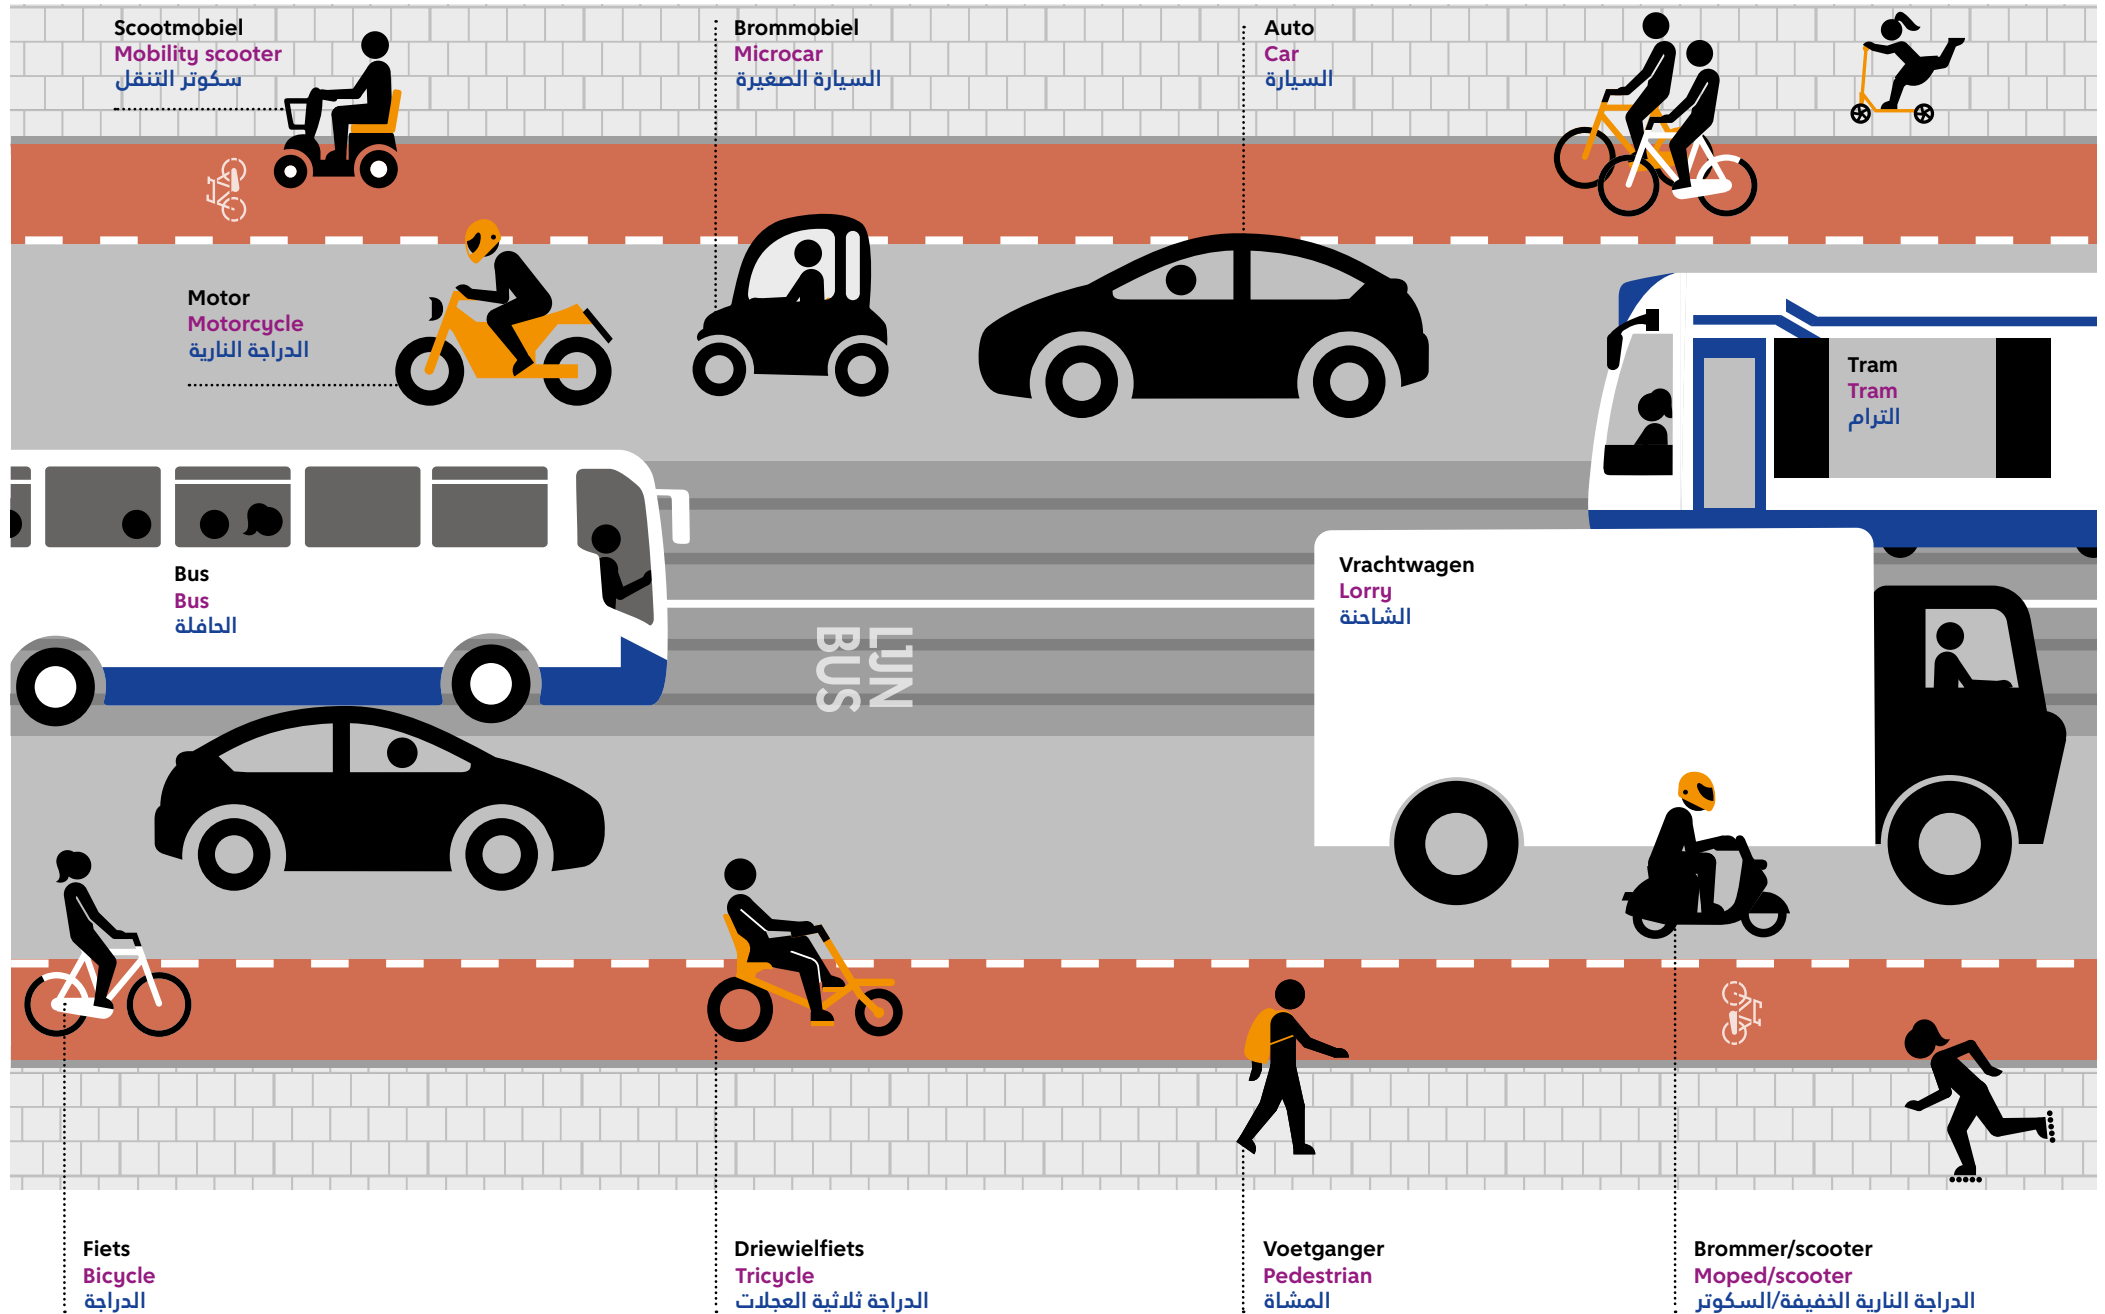 Scootmobiel
Mobility scooter
سكوتر التنقل
Brommobiel
Microcar
السيارة الصغيرة
Auto
Car
السيارة
Motor
Motorcycle
الدراجة النارية
Tram
Tram
الترام
Bus
Bus
الحافلة
Vrachtwagen
Lorry
الشاحنة
LIJN
BUS
Fiets
Bicycle
الدراجة
Driewielfiets
Tricycle
الدراجة ثلاثية العجلات
Voetganger
Pedestrian
المشاة
Brommer/scooter
Moped/scooter
الدراجة النارية الخفيفة/السكوتر